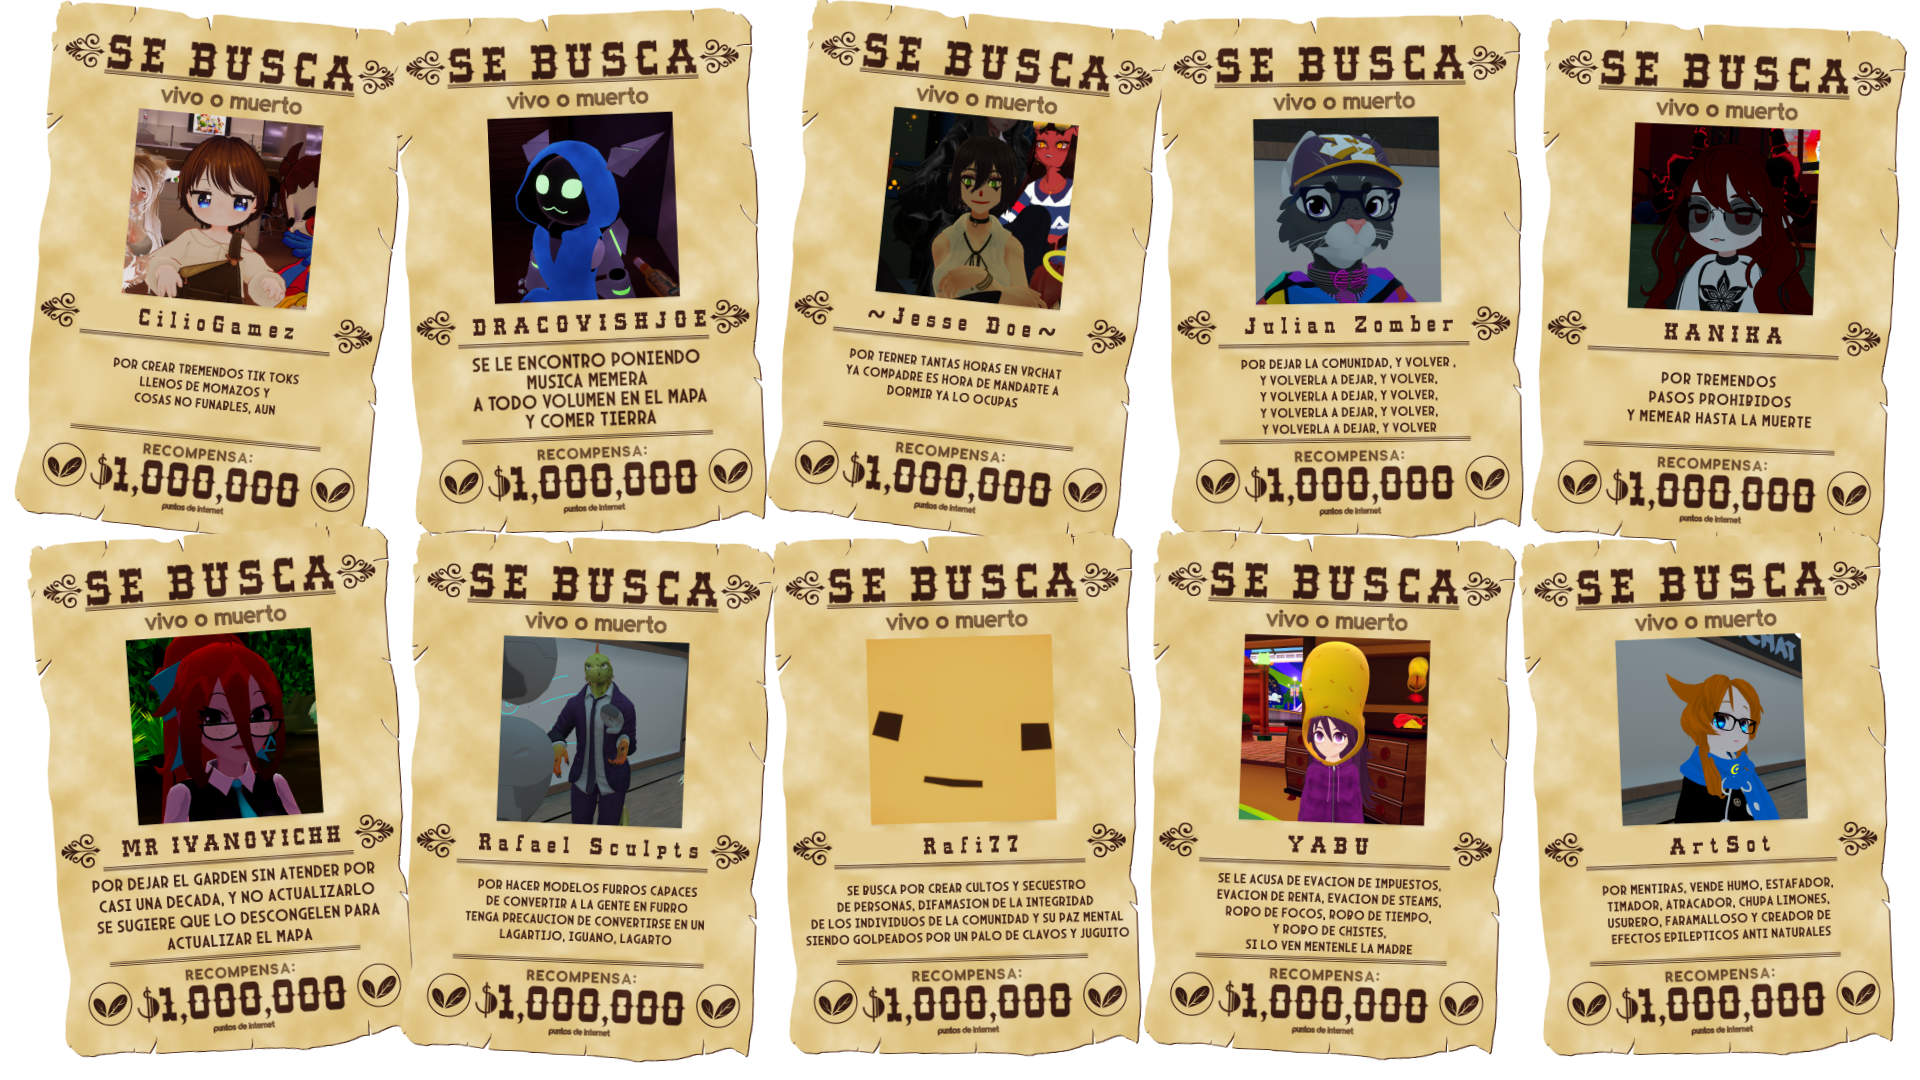 SE BUSCA
vivo o muerto
CilioGamez
POR CREAR TREMENDOS TIK TOKS
LLENOS DE MOMAZOS Y
COSAS NO FUNABLES, AUN
RECOMPENSA:
$1,000,000
puntos de internet
SE BUSCA
vivo o muerto
DRACOVISHJOE
SE LE ENCONTRO PONIENDO
MUSICA MEMERA
A TODO VOLUMEN EN EL MAPA
Y COMER TIERRA
RECOMPENSA:
$1,000,000
puntos de internet
SE BUSCA
vivo o muerto
~Jesse Doe~
POR TERNER TANTAS HORAS EN VRCHAT
YA COMPADRE ES HORA DE MANDARTE A
DORMIR YA LO OCUPAS
RECOMPENSA:
$1,000,000
puntos de internet
SE BUSCA
vivo o muerto
Julian Zomber
POR DEJAR LA COMUNIDAD, Y VOLVER ,
Y VOLVERLA A DEJAR, Y VOLVER,
Y VOLVERLA A DEJAR, Y VOLVER,
Y VOLVERLA A DEJAR, Y VOLVER,
Y VOLVERLA A DEJAR, Y VOLVER
RECOMPENSA:
$1,000,000
puntos de internet
SE BUSCA
vivo o muerto
HANIHA
POR TREMENDOS
PASOS PROHIBIDOS
Y MEMEAR HASTA LA MUERTE
RECOMPENSA:
$1,000,000
puntos de internet
SE BUSCA
vivo o muerto
MR IVANOVICHH
POR DEJAR EL GARDEN SIN ATENDER POR
CASI UNA DECADA, Y NO ACTUALIZARLO
SE SUGIERE QUE LO DESCONGELEN PARA
ACTUALIZAR EL MAPA
RECOMPENSA:
$1,000,000
puntos de internet
SE BUSCA
vivo o muerto
Rafael Sculpts
POR HACER MODELOS FURROS CAPACES
DE CONVERTIR A LA GENTE EN FURRO
TENGA PRECAUCION DE CONVERTIRSE EN UN
LAGARTIJO, IGUANO, LAGARTO
RECOMPENSA:
$1,000,000
puntos de internet
SE BUSCA
vivo o muerto
Rafi77
SE BUSCA POR CREAR CULTOS Y SECUESTRO
DE PERSONAS, DIFAMASION DE LA INTEGRIDAD
DE LOS INDIVIDUOS DE LA COMUNIDAD Y SU PAZ MENTAL
SIENDO GOLPEADOS POR UN PALO DE CLAVOS Y JUGUITO
RECOMPENSA:
$1,000,000
puntos de internet
SE BUSCA
vivo o muerto
YABU
SE LE ACUSA DE EVACION DE IMPUESTOS,
EVACION DE RENTA, EVACION DE STEAMS,
ROBO DE FOCOS, ROBO DE TIEMPO,
Y ROBO DE CHISTES,
SI LO VEN MENTENLE LA MADRE
RECOMPENSA:
$1,000,000
puntos de internet
SE BUSCA
vivo o muerto
CHAT
ArtSot
POR MENTIRAS, VENDE HUMO, ESTAFADOR,
TIMADOR, ATRACADOR, CHUPA LIMONES,
USURERO, FARAMALLOSO Y CREADOR DE
EFECTOS EPILEPTICOS ANTI NATURALES
RECOMPENSA:
$1,000,000
puntos de internet